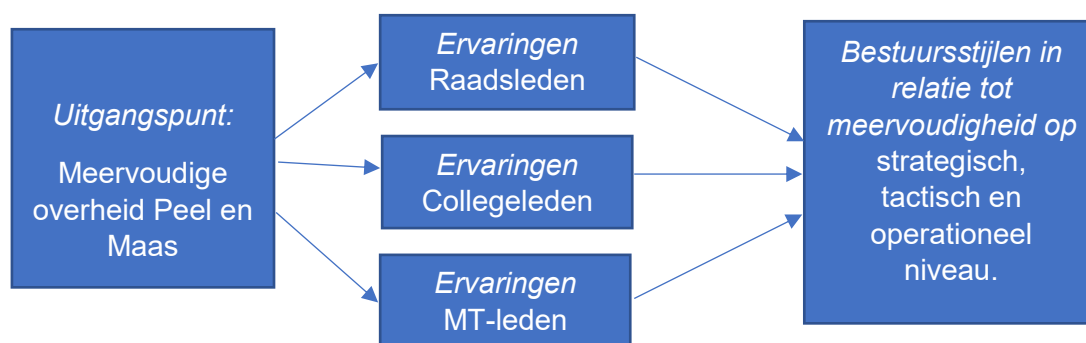 Uitgangspunt:
Meervoudige
overheid Peel en
Maas
Ervaringen
Raadsleden
Ervaringen
Collegeleden
Ervaringen
MT-leden
Bestuursstijlen in
relatie tot
meervoudigheid op
strategisch,
tactisch en
operationeel
niveau.